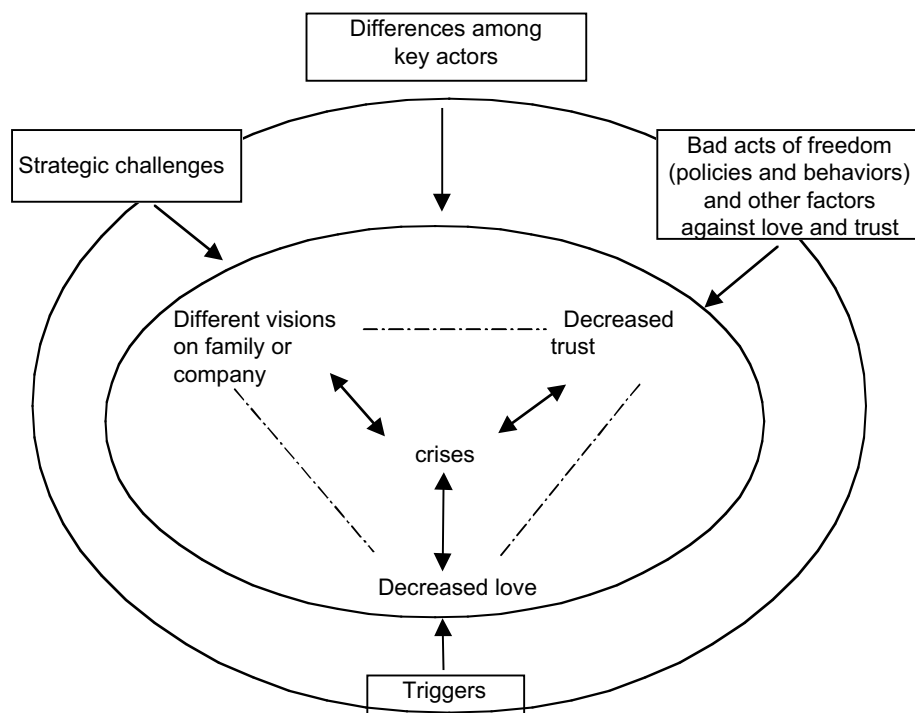 Differences among
key actors
Strategic challenges
Bad acts of freedom
(policies and behaviors)
and other factors
against love and trust
Different visions
on family or
company
Decreased
trust
crises
Decreased love
Triggers